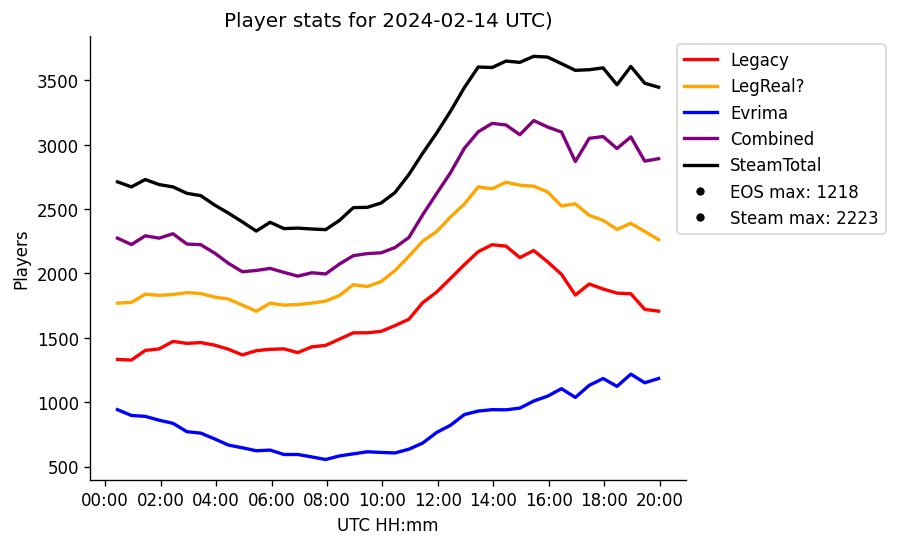 Player stats for 2024-02-14 UTC)
Legacy
LegReal?
Evrima
Combined
SteamTotal
EOS max: 1218
Steam max: 2223
Players
3500
3000
2500
2000
1500
1000
500
00:00 02:00 04:00 06:00 08:00 10:00 12:00 14:00 16:00 18:00 20:00
UTC HH:mm